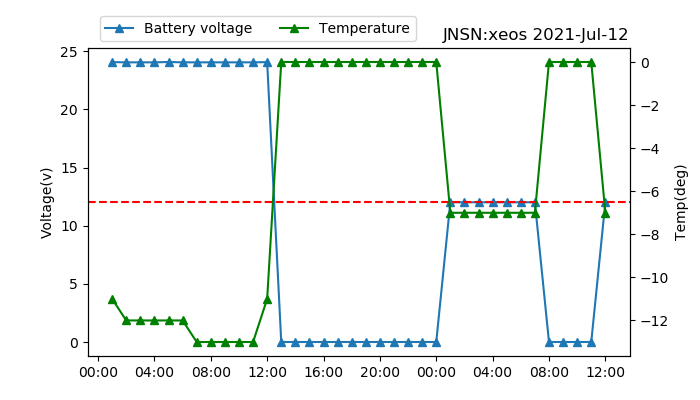 Battery voltage Temperature
JNSN:xeos 2021-Jul-12
Voltage(v)
25
20
15
10
5
0
0
−2
−4
−6
−8
−10
−12
Temp(deg)
00:00 04:00 08:00 12:00 16:00 20:00 00:00 04:00 08:00 12:00